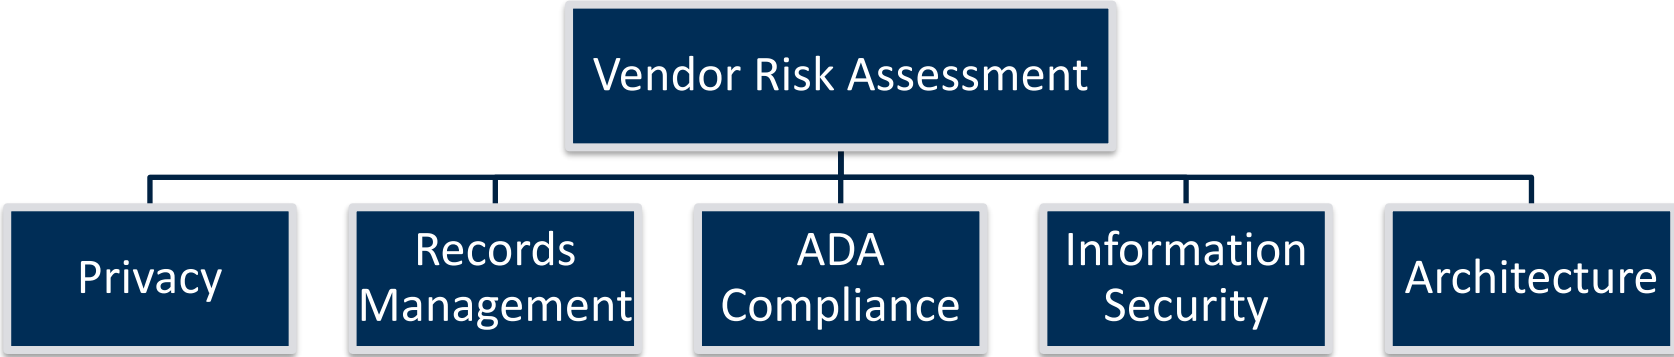 Vendor Risk Assessment
Privacy
Records
Management
ADA
Compliance
Information
Security
Architecture